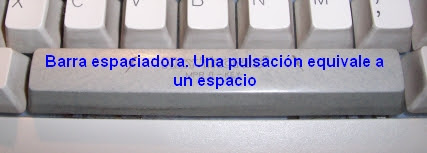 X C V B N M ;
Barra espaciadora. Una pulsación equivale a
un espacio